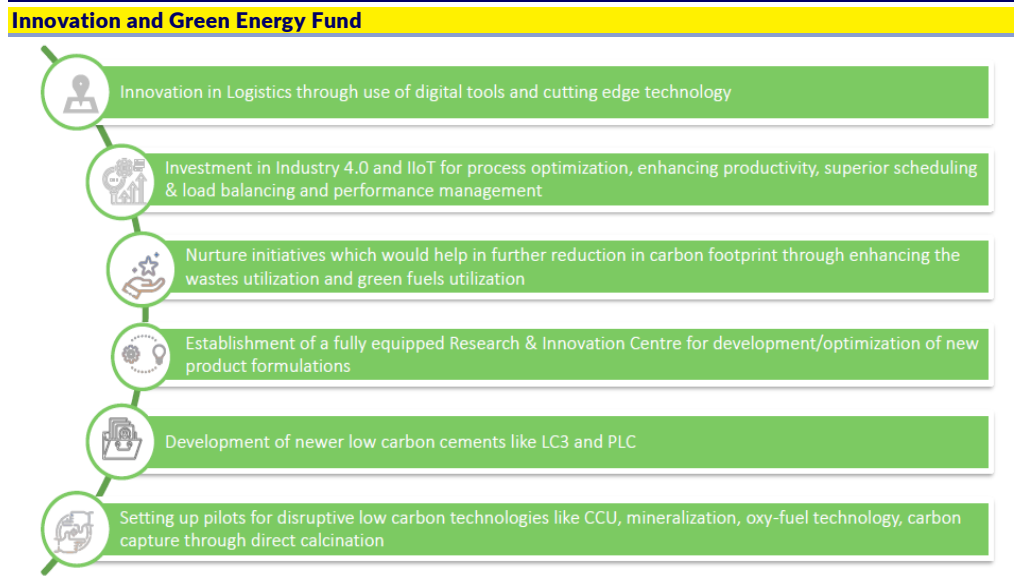 Innovation and Green Energy Fund
Innovation in Logistics through use of digital tools and cutting edge technology
Investment in Industry 4.0 and IIoT for process optimization, enhancing productivity, superior scheduling
& load balancing and performance management
Nurture initiatives which would help in further reduction in carbon footprint through enhancing the
wastes utilization and green fuels utilization
Establishment of a fully equipped Research & Innovation Centre for development/optimization of new
product formulations
Development of newer low carbon cements like LC3 and PLC
Setting up pilots for disruptive low carbon technologies like CCU, mineralization, oxy-fuel technology, carbon
capture through direct calcination